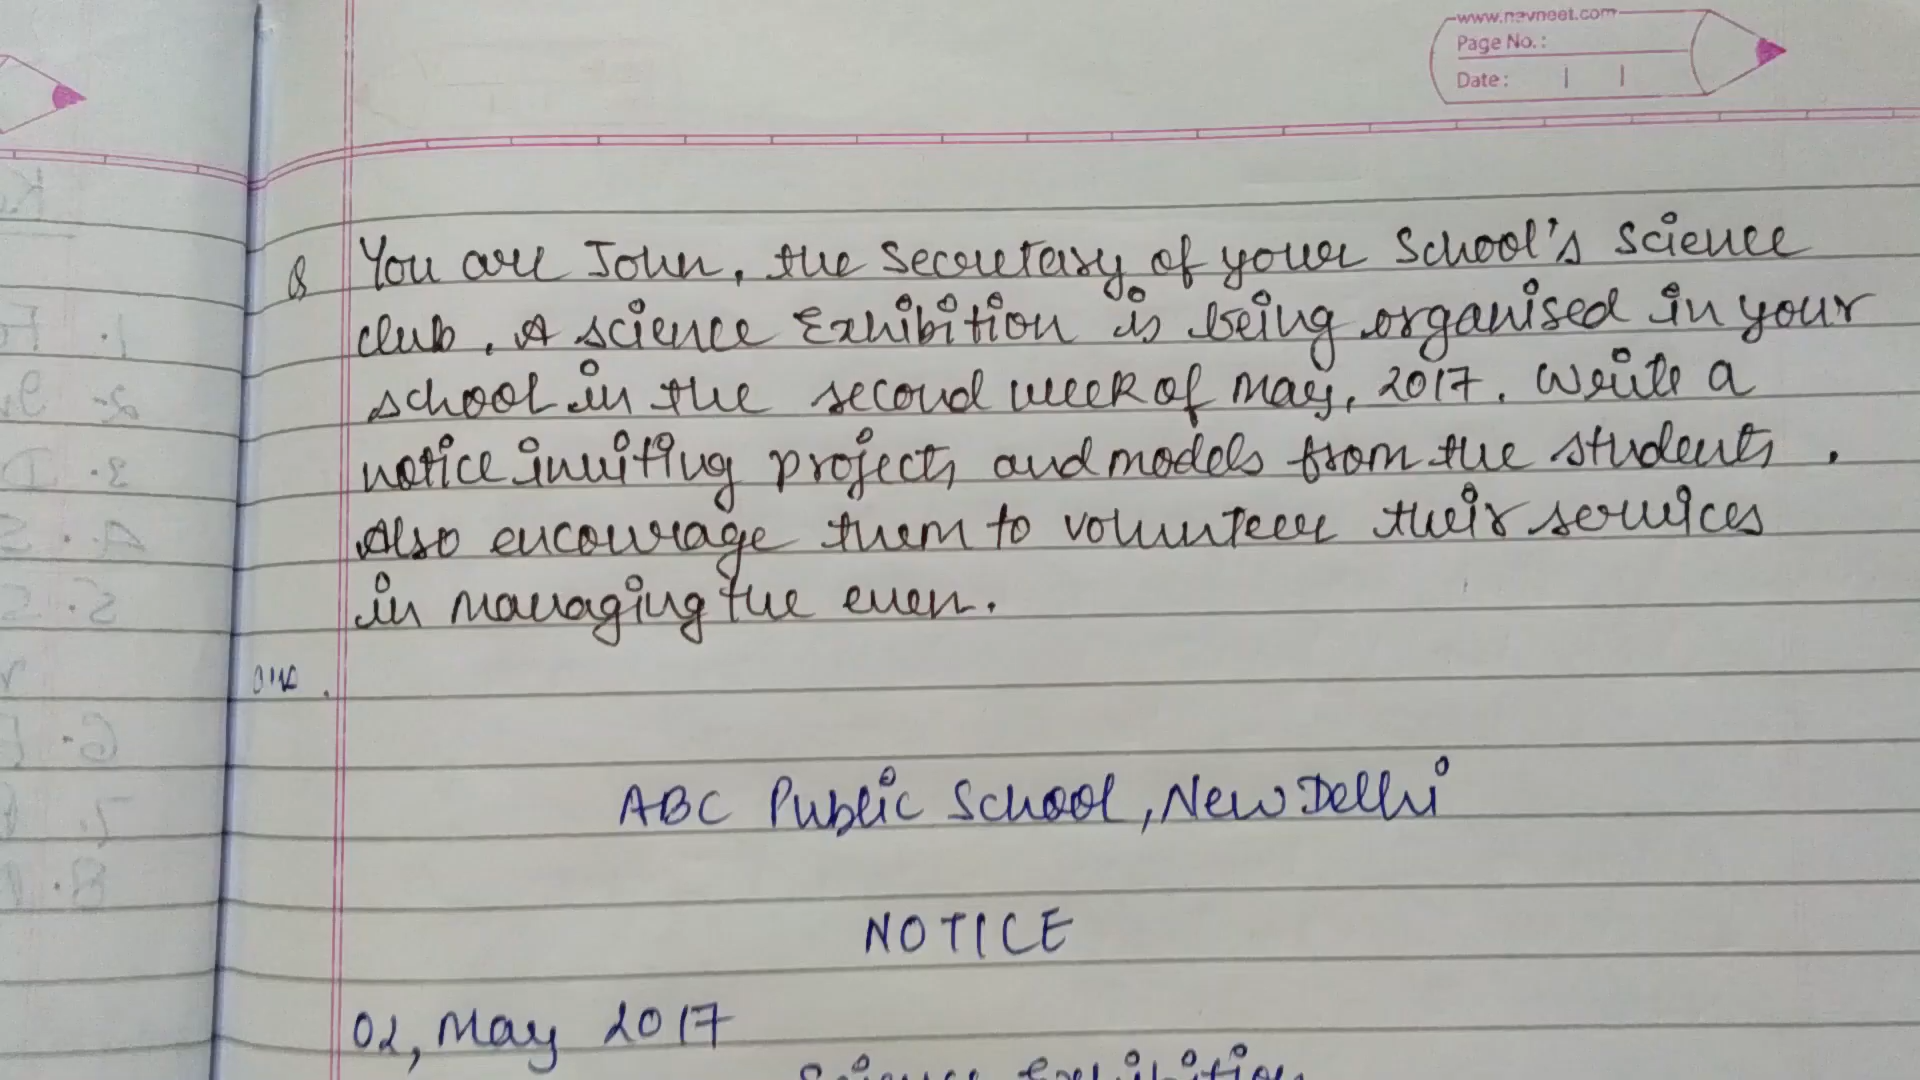 www.navneet.com
Page No.:
Date:
Q You are John, the Secretary of your School's Science
club. A science Exhibition is being organised in your
school in the second week of May, 2017. Write a
notice inviting projects and models from the students.
Also encourage them to volunteer their services
in managing the even.
Ans.
ABC Public School, New Delhi
NOTICE
02, May 2017
Science Exhibition